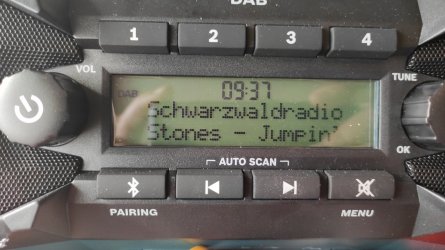 DAB
1 2 3 4
VOL TUNE
09:37
DAB
Schwarzwaldradio
Stones - Jumpin'
OK
AUTO SCAN
PAIRING MENU